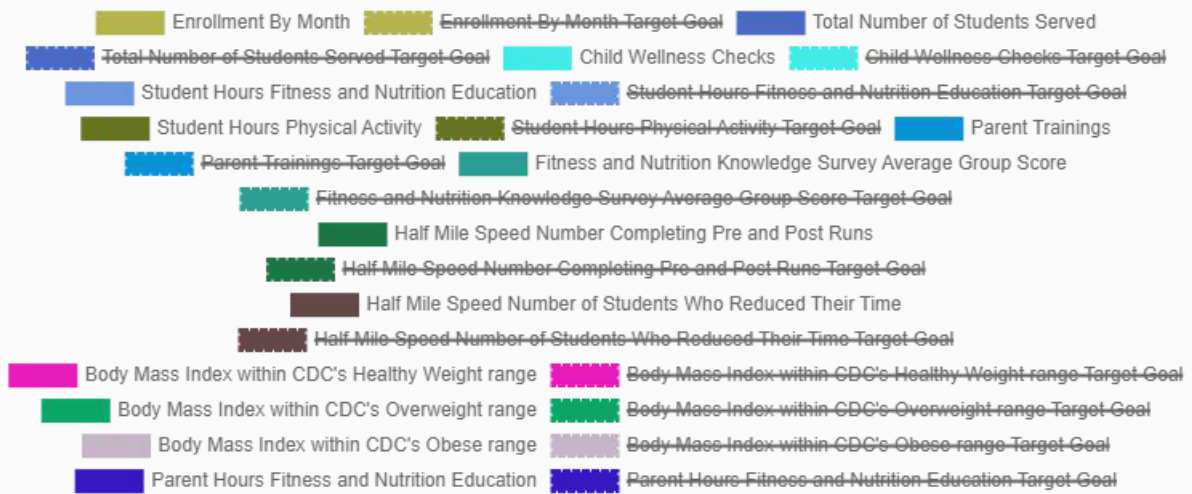 Enrollment By Month Enrollment By Month Target Goal Total Number of Students Served
Total Number of Students Served Target Goal Child Wellness Checks Child Wellness Checks Target Goal
Student Hours Fitness and Nutrition Education Student Hours Fitness and Nutrition Education Target Goal
Student Hours Physical Activity Student Hours Physical Activity Target Goal Parent Trainings
Parent Trainings Target Goal Fitness and Nutrition Knowledge Survey Average Group Score
Fitness and Nutrition Knowledge Survey Average Group Score Target Goal
Half Mile Speed Number Completing Pre and Post Runs
Half Mile Speed Number Completing Pre and Post Runs Target Goal
Half Mile Speed Number of Students Who Reduced Their Time
Half Mile Speed Number of Students Who Reduced Their Time Target Goal
Body Mass Index within CDC's Healthy Weight range Body Mass Index within CDC's Healthy Weight range Target Goal
Body Mass Index within CDC's Overweight range Body Mass Index within CDC's Overweight range Target Goal
Body Mass Index within CDC's Obese range Body Mass Index within CDC's Obese range Target Goal
Parent Hours Fitness and Nutrition Education Parent Hours Fitness and Nutrition Education Target Goal